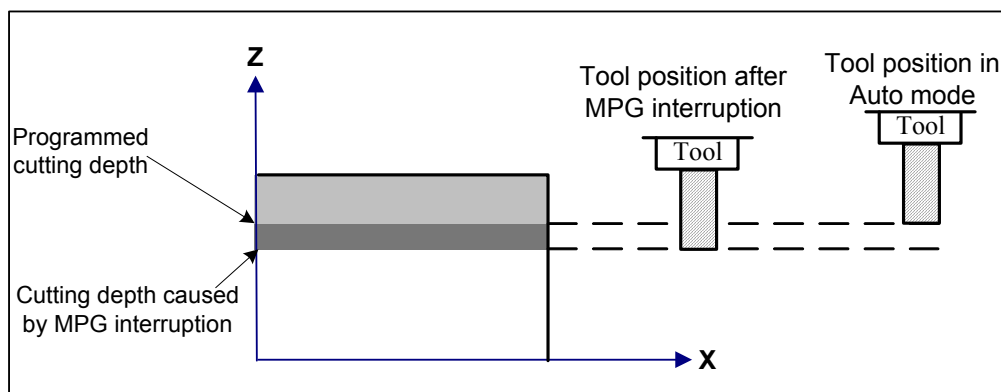 Z
Programmed
cutting depth
Cutting depth caused
by MPG interruption
Tool position after
MPG interruption
Tool
Tool position in
Auto mode
Tool
X